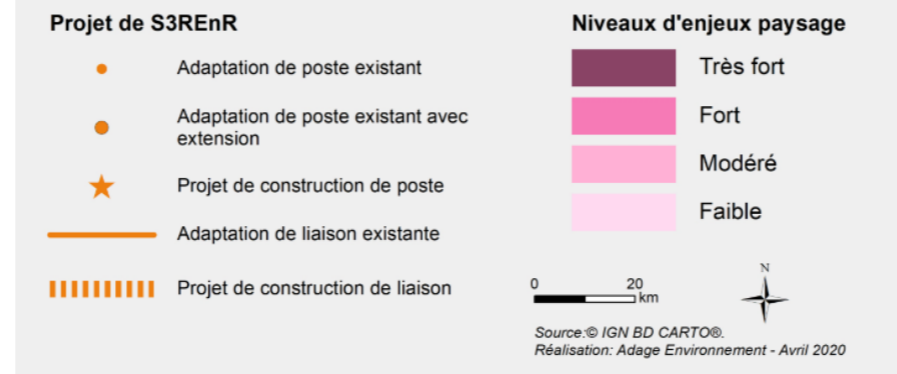 Projet de S3REnR
Adaptation de poste existant
Adaptation de poste existant avec
extension
Projet de construction de poste
Adaptation de liaison existante
Projet de construction de liaison
Niveaux d'enjeux paysage
Très fort
Fort
Modéré
Faible
0 20
km
N
Source:© IGN BD CARTO®.
Réalisation: Adage Environnement - Avril 2020